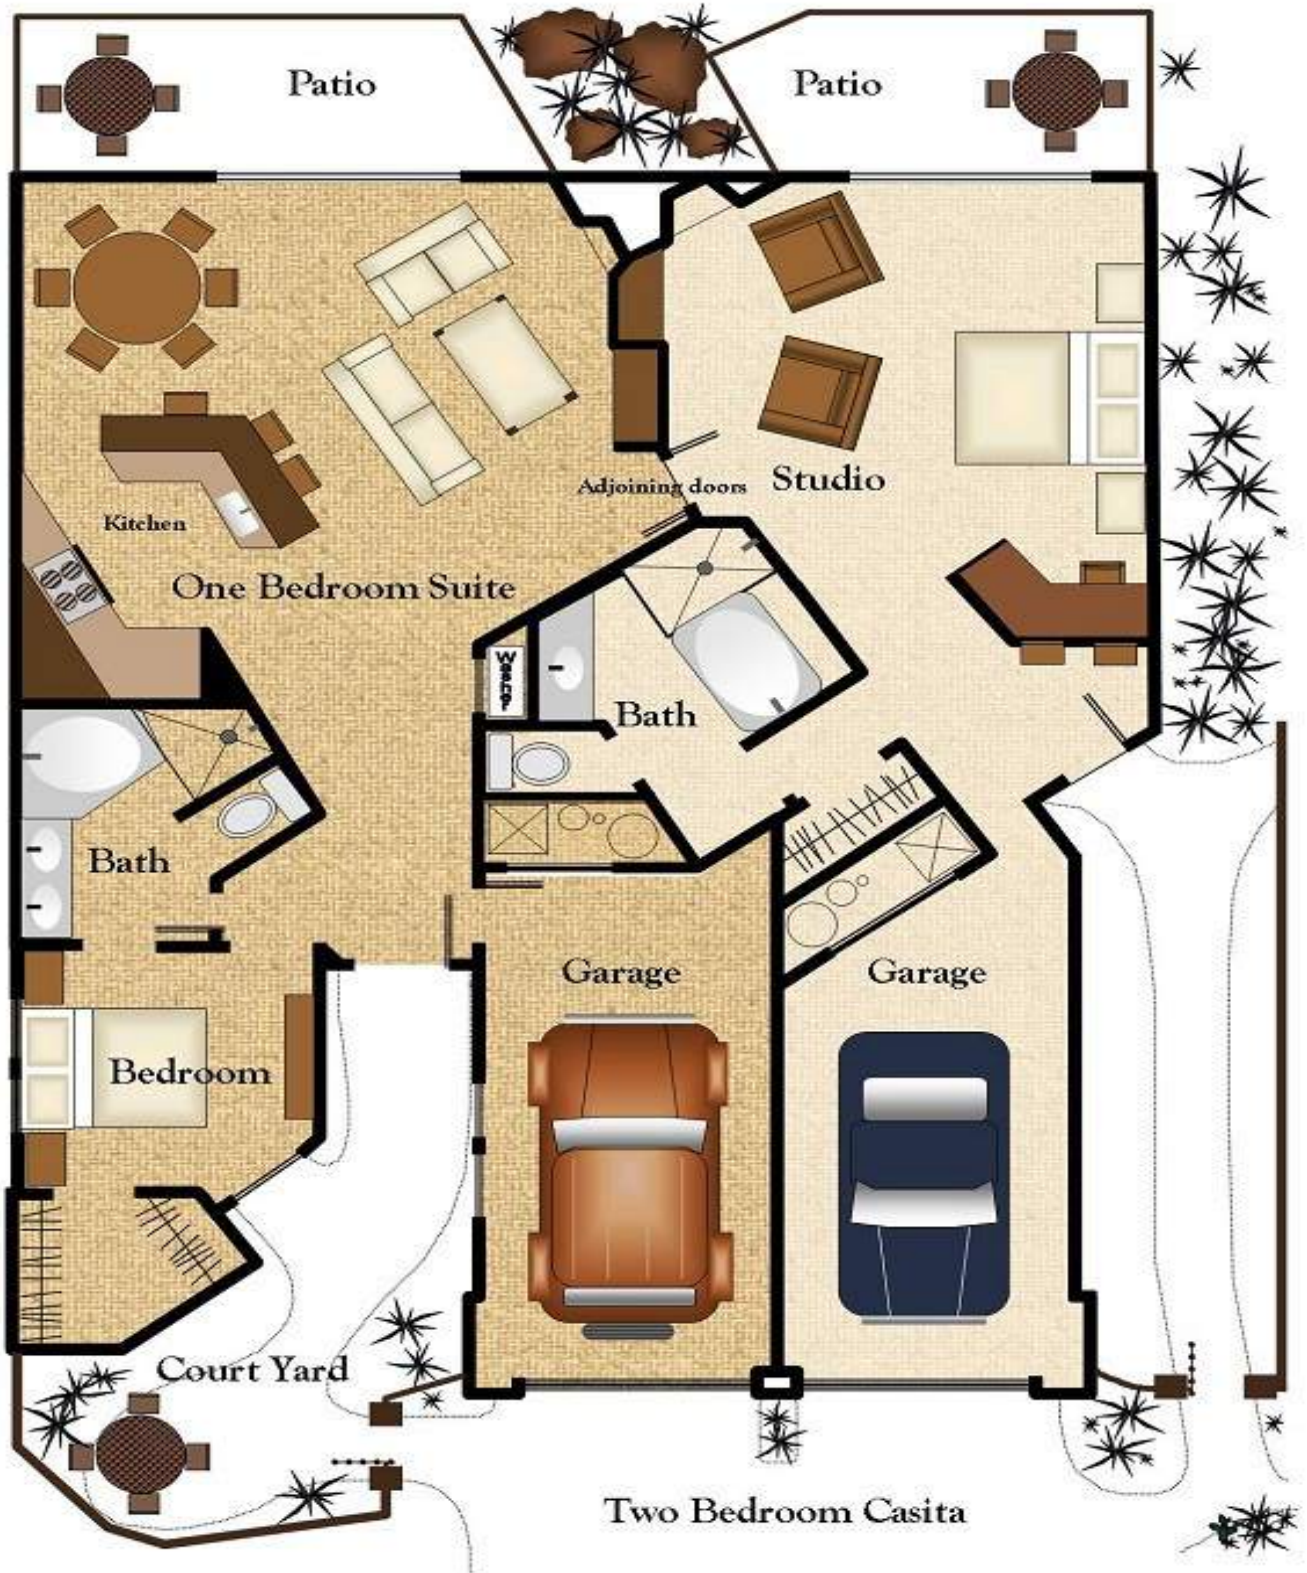 Patio
Patio
Adjoining doors
Studio
Kitchen
One Bedroom Suite
Washer
Bath
Bath
Garage
Garage
Bedroom
Court Yard
Two Bedroom Casita